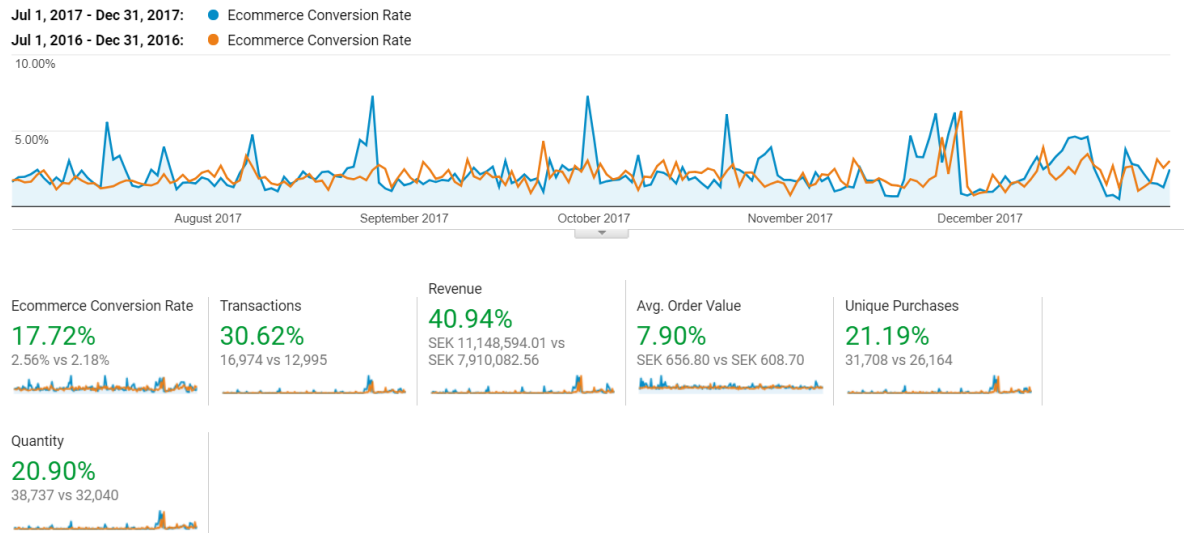 Jul 1, 2017 - Dec 31, 2017: Ecommerce Conversion Rate
Jul 1, 2016 - Dec 31, 2016: Ecommerce Conversion Rate
10.00%
5.00%
August 2017 September 2017 October 2017 November 2017 December 2017
Ecommerce Conversion Rate
17.72%
2.56% vs 2.18%
Transactions
30.62%
16,974 vs 12,995
Revenue
40.94%
SEK 11,148,594.01 vs
SEK 7,910,082.56
Avg. Order Value
7.90%
SEK 656.80 vs SEK 608.70
Unique Purchases
21.19%
31,708 vs 26,164
Quantity
20.90%
38,737 vs 32,040